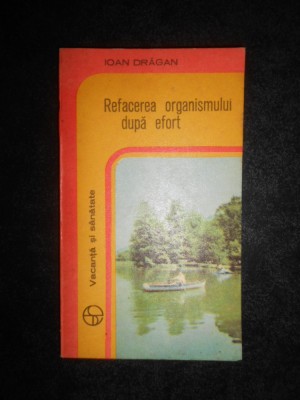 IOAN DRĂGAN
Refacerea organismului
după efort
Vacanță și sănătate